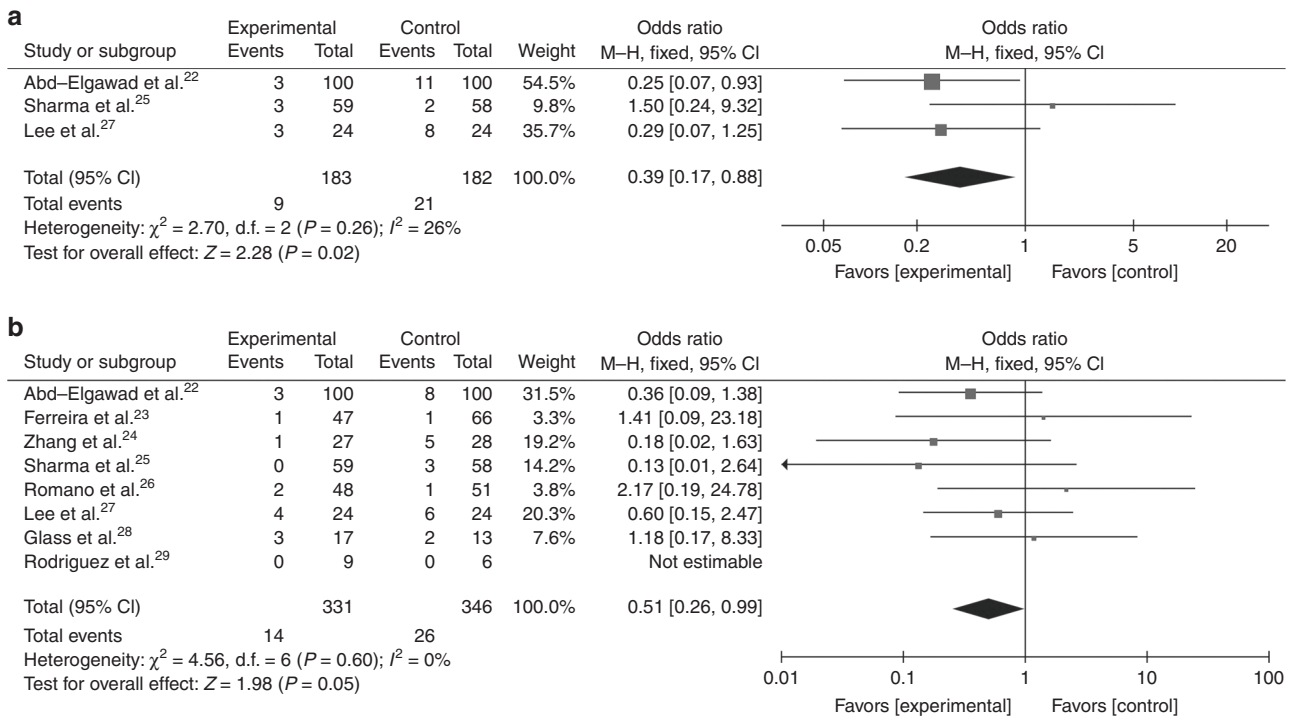 a
Experimental Control Odds ratio Odds ratio
Study or subgroup Events Total Events Total Weight M–H, fixed, 95% CI M–H, fixed, 95% CI
Abd–Elgawad et al.22 3 100 11 100 54.5% 0.25 [0.07, 0.93]
Sharma et al.25 3 59 2 58 9.8% 1.50 [0.24, 9.32]
Lee et al.27 3 24 8 24 35.7% 0.29 [0.07, 1.25]
Total (95% CI) 183 182 100.0% 0.39 [0.17, 0.88]
Total events 9 21
Heterogeneity: χ2 = 2.70, d.f. = 2 (P = 0.26); I2 = 26%
Test for overall effect: Z = 2.28 (P = 0.02)
0.05 0.2 1 5 20
Favors [experimental] Favors [control]
b
Experimental Control Odds ratio Odds ratio
Study or subgroup Events Total Events Total Weight M–H, fixed, 95% CI M–H, fixed, 95% CI
Abd–Elgawad et al.22 3 100 8 100 31.5% 0.36 [0.09, 1.38]
Ferreira et al.23 1 47 1 66 3.3% 1.41 [0.09, 23.18]
Zhang et al.24 1 27 5 28 19.2% 0.18 [0.02, 1.63]
Sharma et al.25 0 59 3 58 14.2% 0.13 [0.01, 2.64]
Romano et al.26 2 48 1 51 3.8% 2.17 [0.19, 24.78]
Lee et al.27 4 24 6 24 20.3% 0.60 [0.15, 2.47]
Glass et al.28 3 17 2 13 7.6% 1.18 [0.17, 8.33]
Rodriguez et al.29 0 9 0 6 Not estimable
Total (95% CI) 331 346 100.0% 0.51 [0.26, 0.99]
Total events 14 26
Heterogeneity: χ2 = 4.56, d.f. = 6 (P = 0.60); I2 = 0%
Test for overall effect: Z = 1.98 (P = 0.05)
0.01 0.1 1 10 100
Favors [experimental] Favors [control]